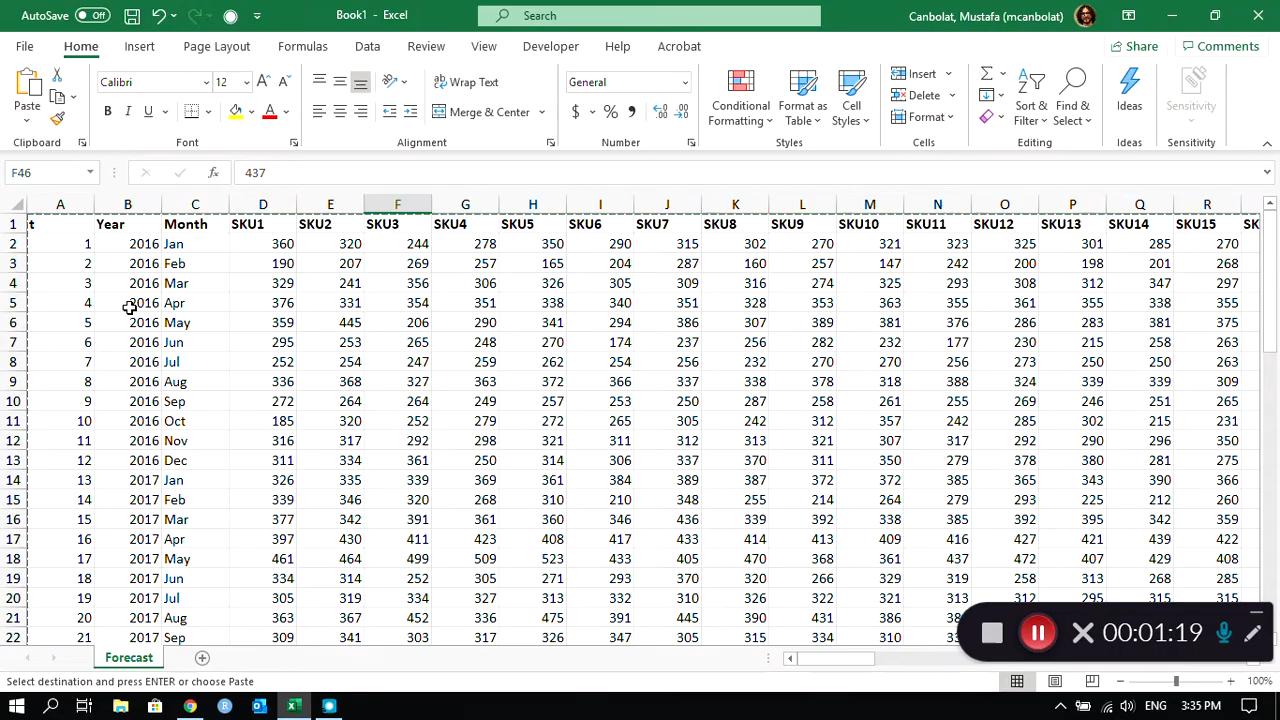 AutoSave Off Book1 - Excel Search Canbolat, Mustafa (mcanbolat)
File Home Insert Page Layout Formulas Data Review View Developer Help Acrobat Share Comments
Calibri 12 A A ab Wrap Text General Insert
Paste B I U A Merge & Center $ % , Conditional Formatting Format as Table Cell Styles Delete Format Sort & Filter Find & Select Ideas Sensitivity
Clipboard Font Alignment Number Styles Cells Editing Ideas Sensitivity
F46 fx 437
A B C D E F G H I J K L M N O P Q R
1 t Year Month SKU1 SKU2 SKU3 SKU4 SKU5 SKU6 SKU7 SKU8 SKU9 SKU10 SKU11 SKU12 SKU13 SKU14 SKU15
2 1 2016 Jan 360 320 244 278 350 290 315 302 270 321 323 325 301 285 270
3 2 2016 Feb 190 207 269 257 165 204 287 160 257 147 242 200 198 201 268
4 3 2016 Mar 329 241 356 306 326 305 309 316 274 325 293 308 312 347 297
5 4 2016 Apr 376 331 354 351 338 340 351 328 353 363 355 361 355 338 355
6 5 2016 May 359 445 206 290 341 294 386 307 389 381 376 286 283 381 375
7 6 2016 Jun 295 253 265 248 270 174 237 256 282 232 177 230 215 258 263
8 7 2016 Jul 252 254 247 259 262 254 256 232 270 270 256 273 250 250 263
9 8 2016 Aug 336 368 327 363 372 366 337 338 378 318 388 324 339 339 309
10 9 2016 Sep 272 264 264 249 257 253 250 287 258 261 255 269 246 251 265
11 10 2016 Oct 185 320 252 279 272 265 305 242 312 357 242 285 302 215 231
12 11 2016 Nov 316 317 292 298 321 311 312 313 321 307 317 292 290 296 350
13 12 2016 Dec 311 334 361 250 314 306 337 370 311 350 279 378 380 281 275
14 13 2017 Jan 326 335 339 369 361 384 389 387 372 372 385 365 343 390 366
15 14 2017 Feb 339 346 320 268 310 210 348 255 214 264 279 293 225 212 260
16 15 2017 Mar 377 342 391 361 360 346 436 339 392 338 385 392 395 342 359
17 16 2017 Apr 397 430 411 423 408 417 433 414 413 409 416 427 421 439 422
18 17 2017 May 461 464 499 509 523 433 405 470 368 361 437 472 407 429 408
19 18 2017 Jun 334 314 252 305 271 293 370 320 266 329 319 258 313 268 285
20 19 2017 Jul 305 319 334 327 313 332 310 326 322 321 313 312 295 315 315
21 20 2017 Aug 363 367 452 336 475 391 445 390 431 386
22 21 2017 Sep 309 341 303 317 326 347 305 315 334 310
00:01:19
Forecast
Select destination and press ENTER or choose Paste 100%
ENG 3:35 PM